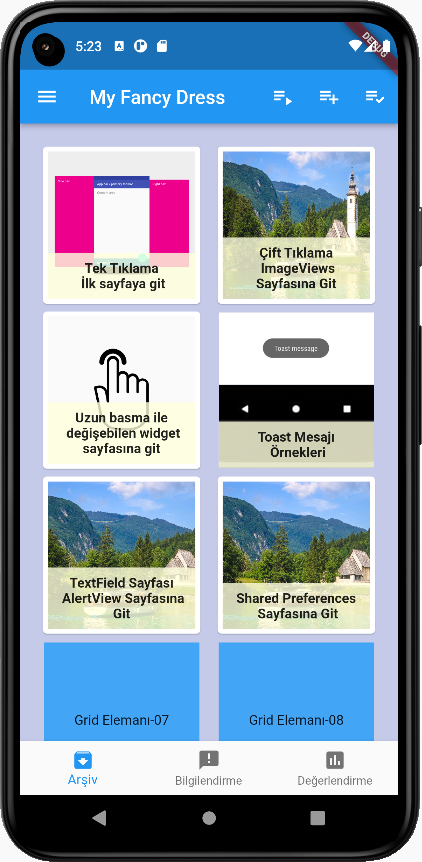 5:23
DEBUG
My Fancy Dress
Tek Tıklama
İlk sayfaya git
Çift Tıklama
ImageViews
Sayfasına Git
Uzun basma ile
değişebilen widget
sayfasına git
Toast message
Toast Mesajı
Örnekleri
TextField Sayfası
AlertView Sayfasına
Git
Shared Preferences
Sayfasına Git
Grid Elemanı-07
Grid Elemanı-08
Arşiv
Bilgilendirme
Değerlendirme